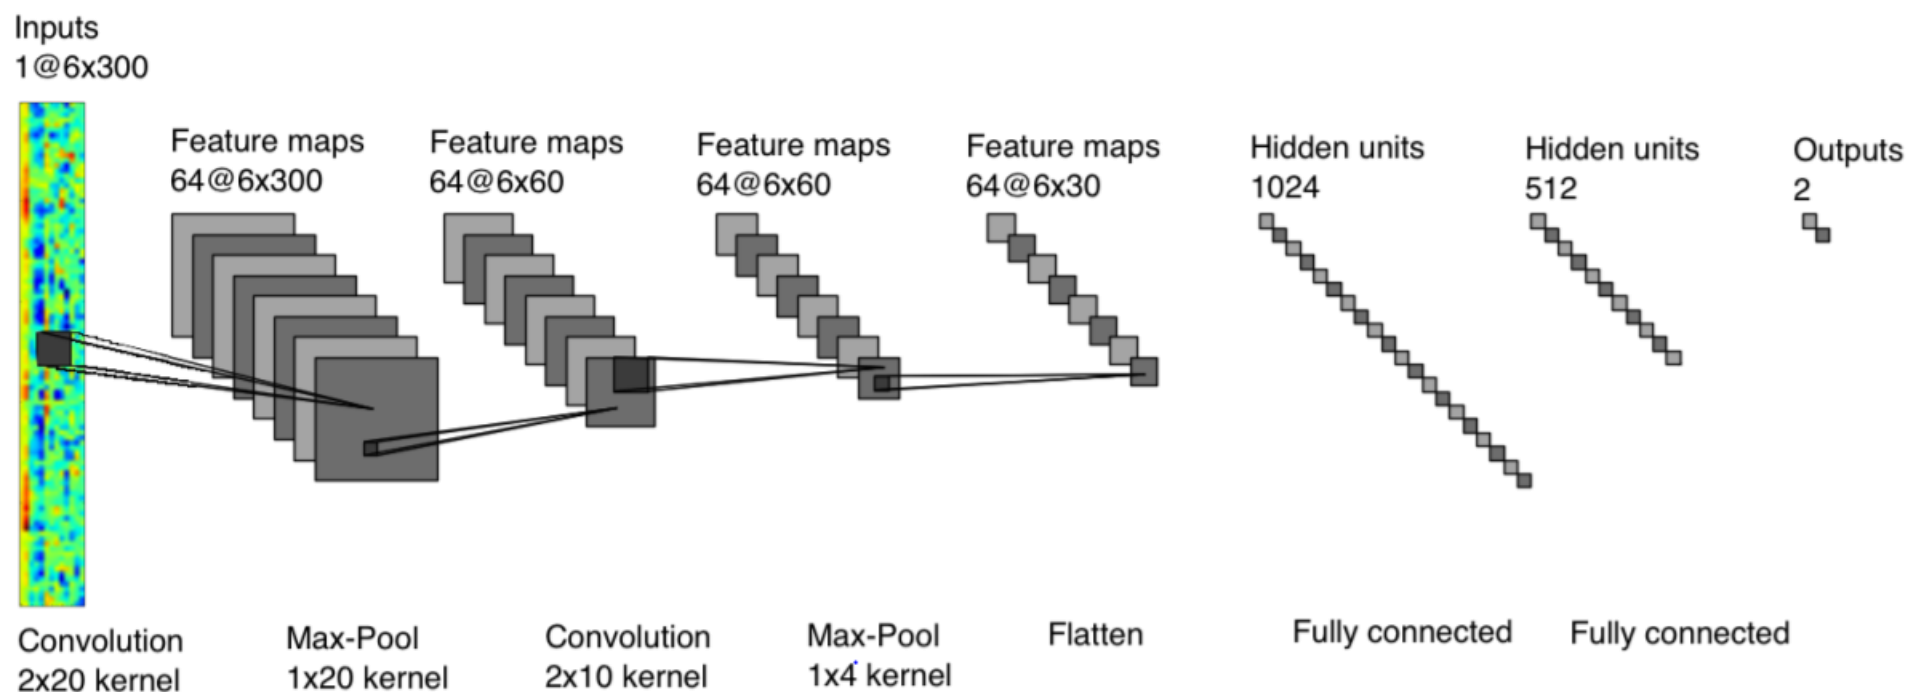 Inputs
1@6x300
Feature maps
64@6x300
Feature maps
64@6x60
Feature maps
64@6x60
Feature maps
64@6x30
Hidden units
1024
Hidden units
512
Outputs
2
Convolution
2x20 kernel
Max-Pool
1x20 kernel
Convolution
2x10 kernel
Max-Pool
1x4 kernel
Flatten
Fully connected
Fully connected